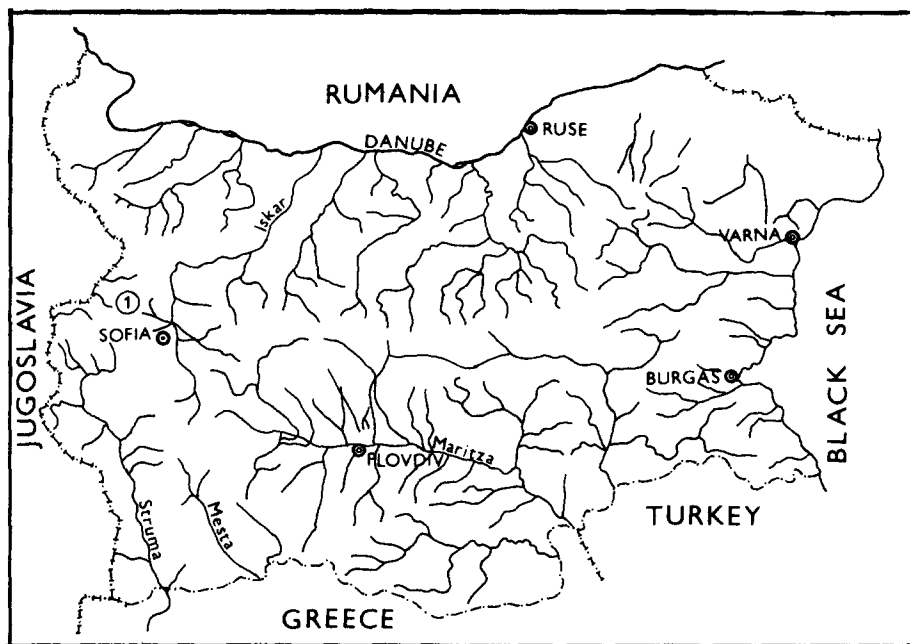 RUMANIA
DANUBE
RUSE
Iskar
VARNA
JUGOSLAVIA
1
SOFIA
BLACK SEA
BURGAS
Maritza
PLOVDIV
Struma
Mesta
TURKEY
GREECE